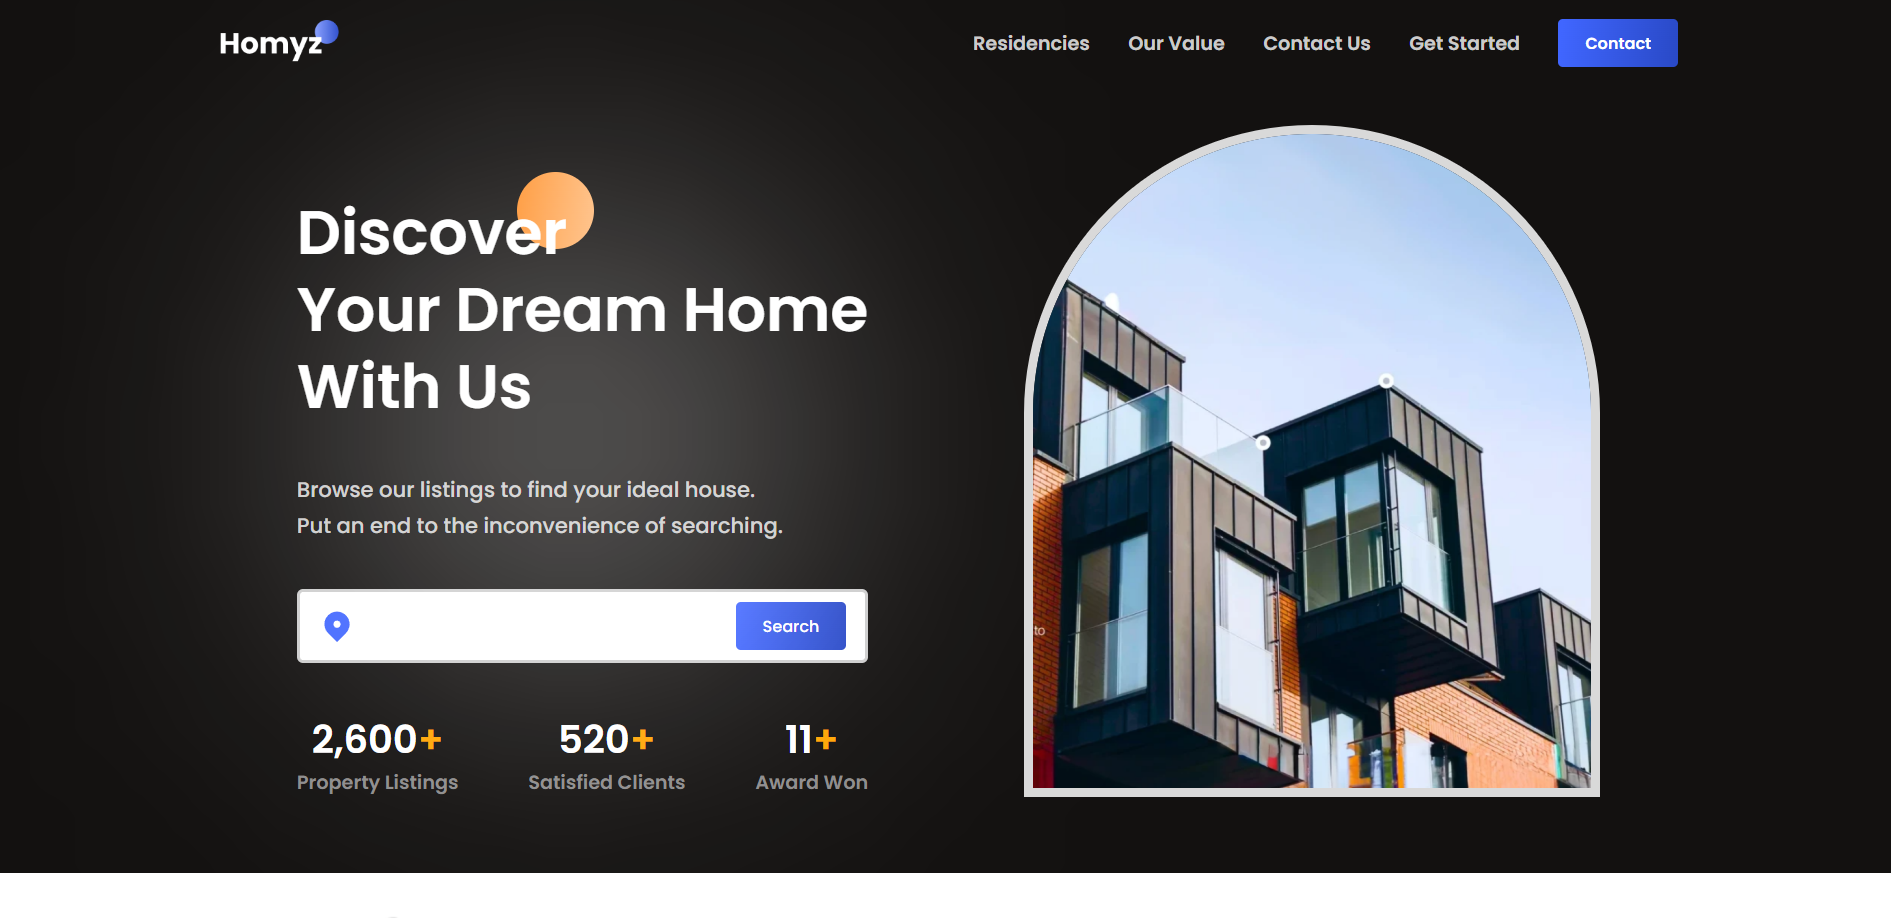 Homyz
Residencies
Our Value
Contact Us
Get Started
Contact
Discover
Your Dream Home
With Us
Browse our listings to find your ideal house.
Put an end to the inconvenience of searching.
Search
2,600+
Property Listings
520+
Satisfied Clients
11+
Award Won
to